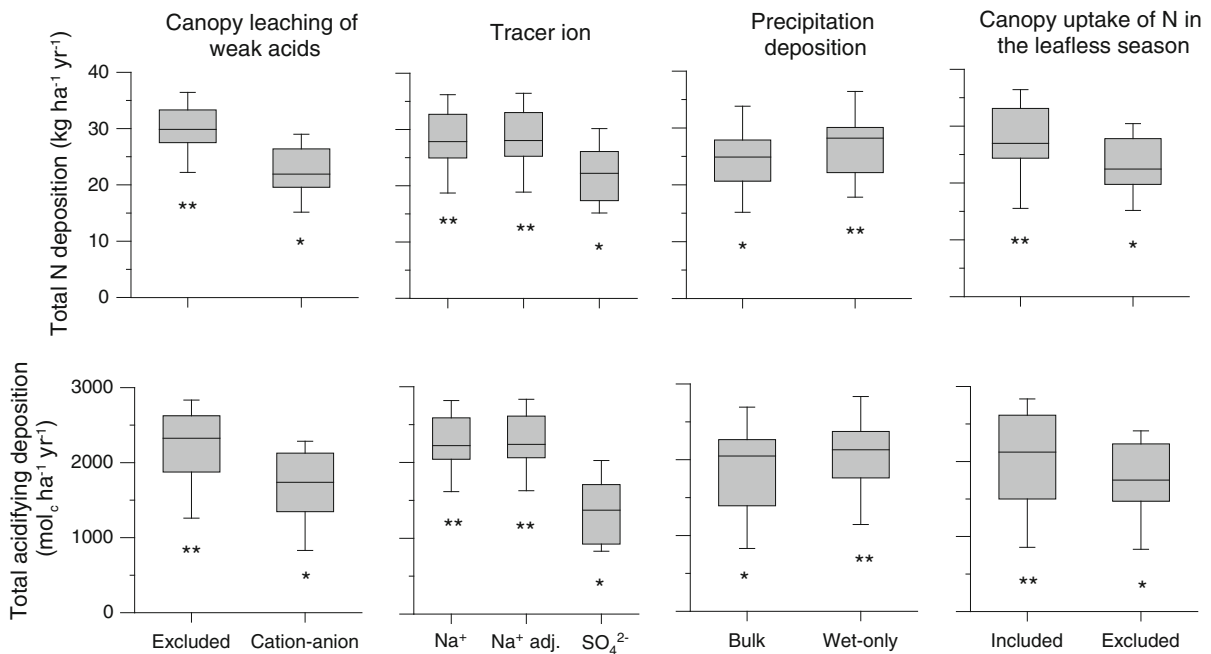 Canopy leaching of
weak acids
Tracer ion
Precipitation
deposition
Canopy uptake of N in
the leafless season
Total N deposition (kg ha⁻¹ yr⁻¹)
40
30
20
10
0
** *
** ** *
* **
** *
Total acidifying deposition
(mol_c ha⁻¹ yr⁻¹)
3000
2000
1000
0
** *
** ** *
* **
** *
Excluded Cation-anion
Na⁺ Na⁺ adj. SO₄²⁻
Bulk Wet-only
Included Excluded